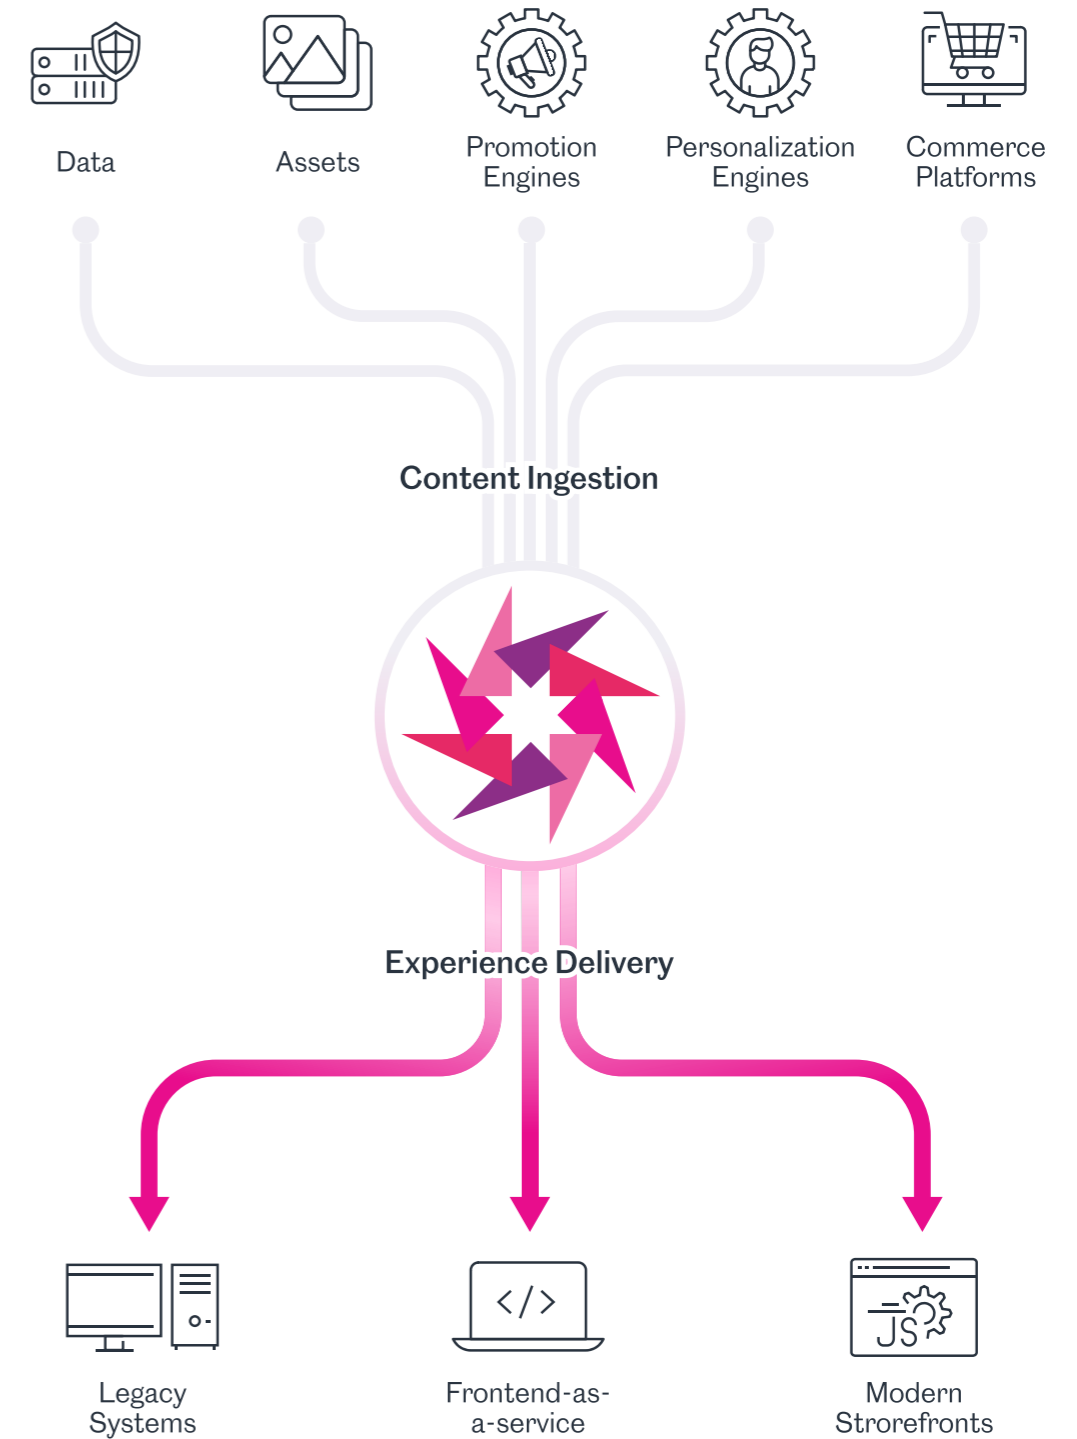 Data
Assets
Promotion
Engines
Personalization
Engines
Commerce
Platforms
Content Ingestion
Experience Delivery
</>
JS
Legacy
Systems
Frontend-as-
a-service
Modern
Strorefronts